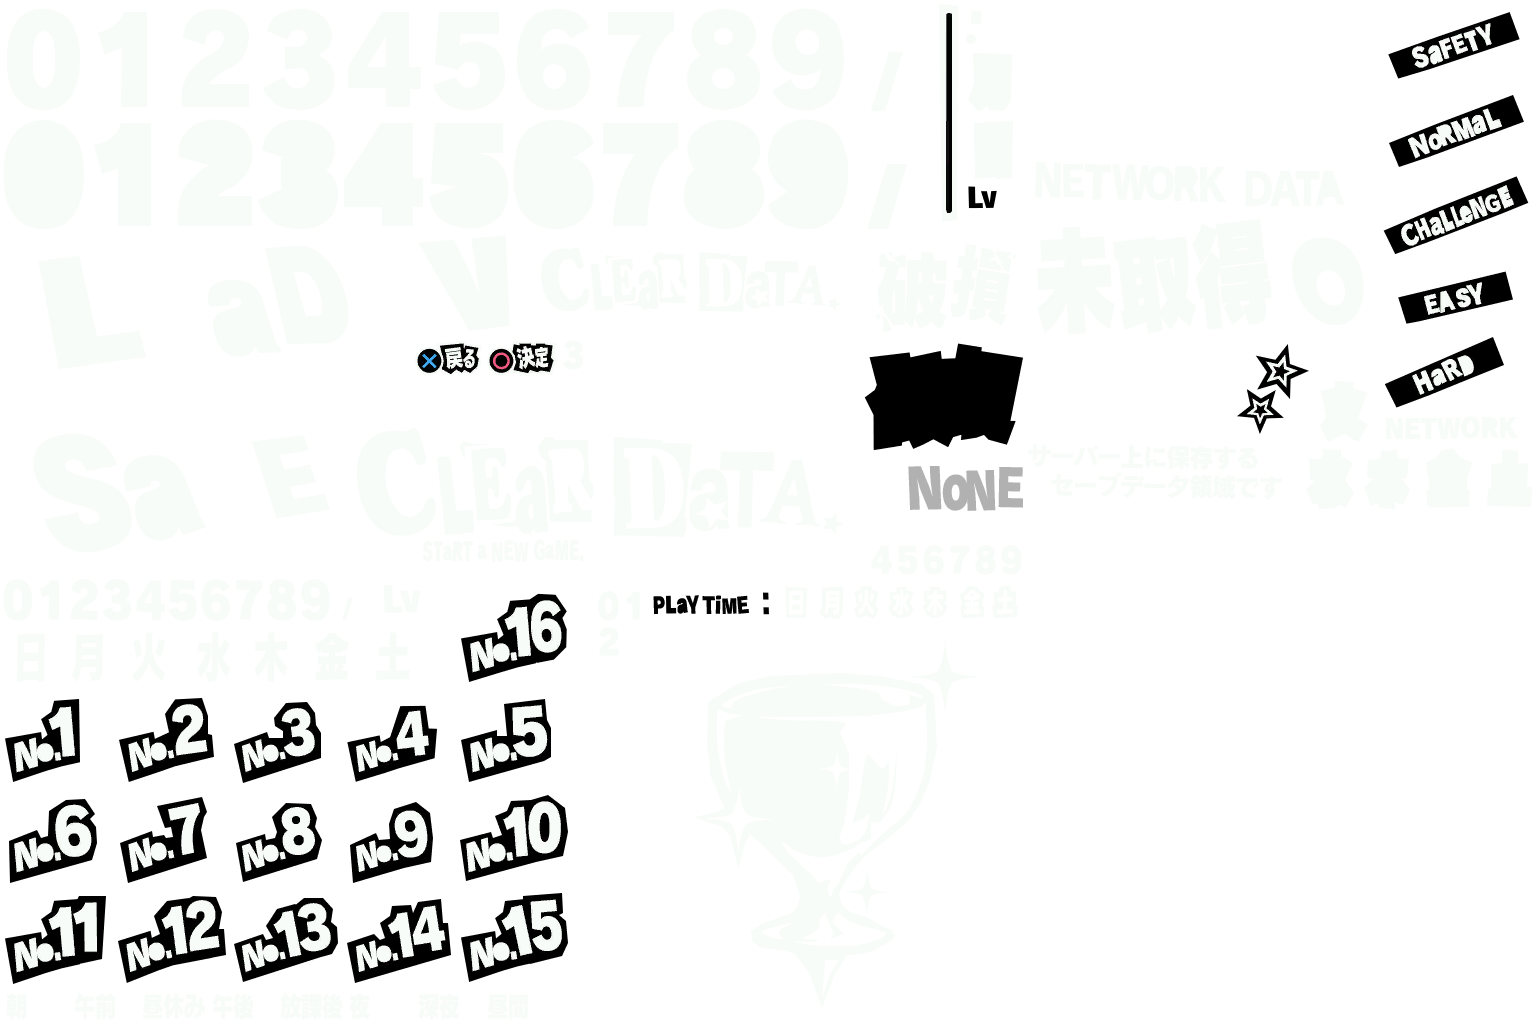 0123456789/
0123456789/
SaFETY
NoRMaL
Lv
NETWORK DATA
CHaLLeNGE
L aD V
CLEaR DaTA.
破損
未取得
EASY
戻る
決定
3
HaRD
NETWORK
Sa E
CLEaR DaTA.
NoNE
サーバー上に保存する
セーブデータ領域です
STaRT a NEW GaME.
456789
0123456789/
Lv
No.16
01
2
PLaY TiME :
日 月 火 水 木 金 土
日 月 火 水 木 金 土
No.1
No.2
No.3
No.4
No.5
No.6
No.7
No.8
No.9
No.10
No.11
No.12
No.13
No.14
No.15
朝 午前 昼休み 午後 放課後 夜 深夜 昼間